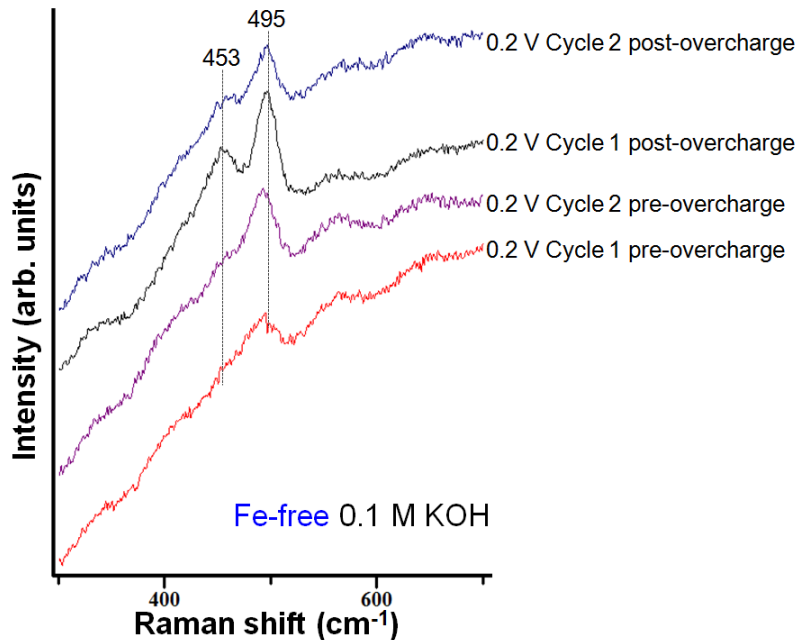 495
453
0.2 V Cycle 2 post-overcharge
0.2 V Cycle 1 post-overcharge
0.2 V Cycle 2 pre-overcharge
0.2 V Cycle 1 pre-overcharge
Intensity (arb. units)
Fe-free 0.1 M KOH
400 600
Raman shift (cm⁻¹)